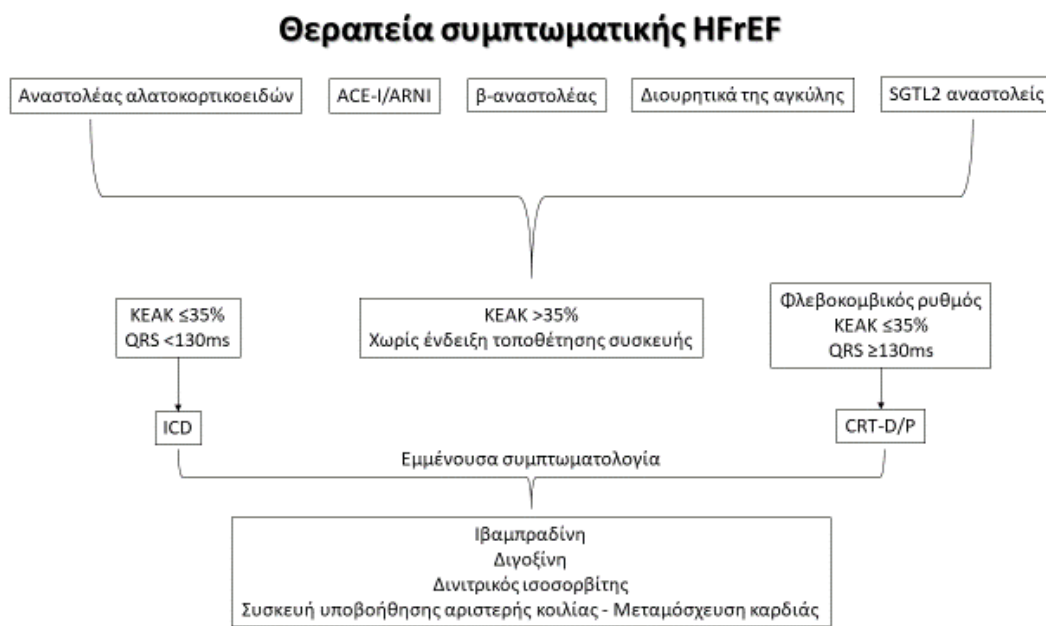 Θεραπεία συμπτωματικής HFrEF
Αναστολέας αλατοκορτικοειδών
ACE-I/ARNI
β-αναστολέας
Διουρητικά της αγκύλης
SGTL2 αναστολείς
ΚΕΑΚ ≤35%
QRS <130ms
ΚΕΑΚ >35%
Χωρίς ένδειξη τοποθέτησης συσκευής
Φλεβοκομβικός ρυθμός
ΚΕΑΚ ≤35%
QRS ≥130ms
ICD
CRT-D/P
Εμμένουσα συμπτωματολογία
Ιβαμπραδίνη
Διγοξίνη
Δινιτρικός ισοσορβίτης
Συσκευή υποβοήθησης αριστερής κοιλίας - Μεταμόσχευση καρδιάς